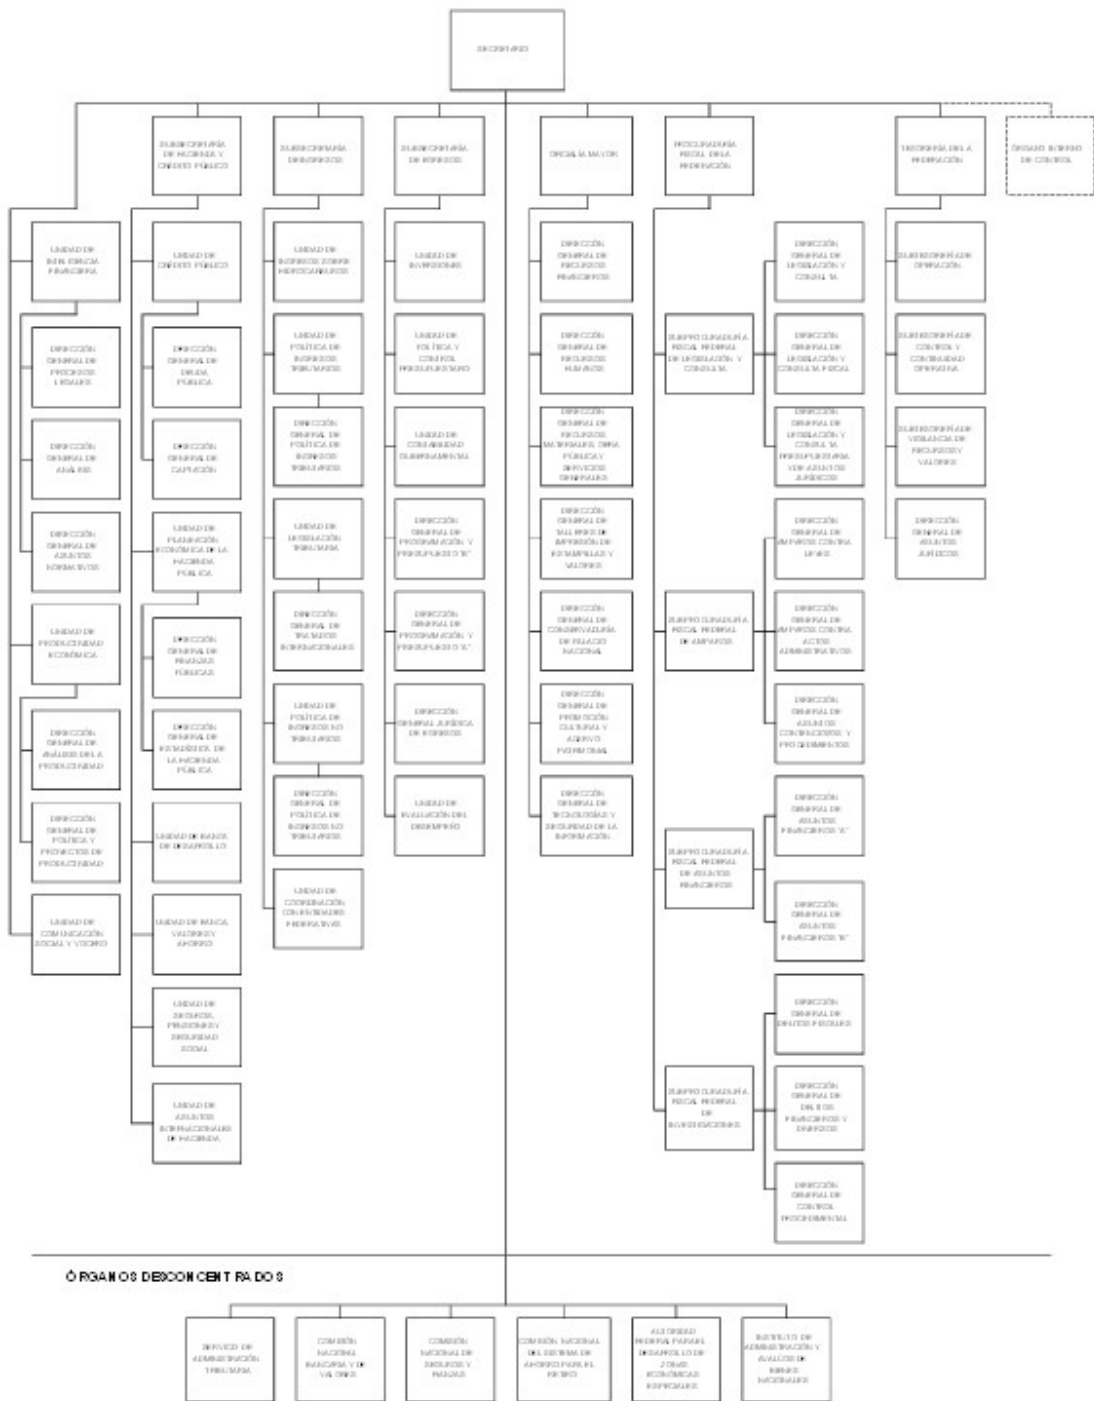 SECRETARIO
SUBSECRETARÍA
DE HACIENDA Y
CRÉDITO PÚBLICO
SUBSECRETARÍA
DE INGRESOS
SUBSECRETARÍA
DE EGRESOS
OFICIALÍA MAYOR
PROCURADURÍA
FISCAL DE LA
FEDERACIÓN
TESORERÍA DE LA
FEDERACIÓN
ÓRGANO INTERNO
DE CONTROL
UNIDAD DE
INTELIGENCIA
FINANCIERA
DIRECCIÓN
GENERAL DE
PROCESOS
LEGALES
DIRECCIÓN
GENERAL DE
ANÁLISIS
DIRECCIÓN
GENERAL DE
ASUNTOS
NORMATIVOS
UNIDAD DE
PRODUCTIVIDAD
ECONÓMICA
DIRECCIÓN
GENERAL DE
ANÁLISIS DE LA
PRODUCTIVIDAD
DIRECCIÓN
GENERAL DE
POLÍTICA Y
PROYECTOS DE
PRODUCTIVIDAD
UNIDAD DE
COMUNICACIÓN
SOCIAL Y VOCERO
UNIDAD DE
CRÉDITO PÚBLICO
DIRECCIÓN
GENERAL DE
DEUDA
PÚBLICA
DIRECCIÓN
GENERAL DE
CAPTACIÓN
UNIDAD DE
PLANEACIÓN
ECONÓMICA DE LA
HACIENDA
PÚBLICA
DIRECCIÓN
GENERAL DE
FINANZAS
PÚBLICAS
DIRECCIÓN
GENERAL DE
ESTADÍSTICA DE
LA HACIENDA
PÚBLICA
UNIDAD DE BANCA
DE DESARROLLO
UNIDAD DE BANCA,
VALORES Y
AHORRO
UNIDAD DE
SEGUROS,
PENSIONES Y
SEGURIDAD
SOCIAL
UNIDAD DE
ASUNTOS
INTERNACIONALES
DE HACIENDA
UNIDAD DE
INGRESOS SOBRE
HIDROCARBUROS
UNIDAD DE
POLÍTICA DE
INGRESOS
TRIBUTARIOS
DIRECCIÓN
GENERAL DE
POLÍTICA DE
INGRESOS
TRIBUTARIOS
UNIDAD DE
LEGISLACIÓN
TRIBUTARIA
DIRECCIÓN
GENERAL DE
TRATADOS
INTERNACIONALES
UNIDAD DE
POLÍTICA DE
INGRESOS NO
TRIBUTARIOS
DIRECCIÓN
GENERAL DE
POLÍTICA DE
INGRESOS NO
TRIBUTARIOS
UNIDAD DE
COORDINACIÓN
CON ENTIDADES
FEDERATIVAS
UNIDAD DE
INVERSIONES
UNIDAD DE
POLÍTICA Y
CONTROL
PRESUPUESTARIO
UNIDAD DE
CONTABILIDAD
GUBERNAMENTAL
DIRECCIÓN
GENERAL DE
PROGRAMACIÓN Y
DIRECCIÓN
GENERAL DE
PROGRAMACIÓN Y
DIRECCIÓN
GENERAL JURÍDICA
DE EGRESOS
UNIDAD DE
EVALUACIÓN DEL
DESEMPEÑO
DIRECCIÓN
GENERAL DE
RECURSOS
FINANCIEROS
DIRECCIÓN
GENERAL DE
RECURSOS
HUMANOS
DIRECCIÓN
GENERAL DE
RECURSOS
MATERIALES, OBRA
PÚBLICA Y
SERVICIOS
GENERALES
DIRECCIÓN
GENERAL DE
TALLERES DE
IMPRESIÓN DE
ESTAMPILLAS Y
VALORES
DIRECCIÓN
GENERAL DE
CONSERVADURÍA
DE PALACIO
NACIONAL
DIRECCIÓN
GENERAL DE
PROMOCIÓN
CULTURAL Y
ACERVO
PATRIMONIAL
DIRECCIÓN
GENERAL DE
TECNOLOGÍAS Y
SEGURIDAD DE LA
INFORMACIÓN
SUBPROCURADURÍA
FISCAL FEDERAL
DE LEGISLACIÓN Y
CONSULTA
DIRECCIÓN
GENERAL DE
LEGISLACIÓN Y
CONSULTA
DIRECCIÓN
GENERAL DE
LEGISLACIÓN Y
CONSULTA FISCAL
DIRECCIÓN
GENERAL DE
LEGISLACIÓN Y
CONSULTA
PRESUPUESTARIA
Y DE ASUNTOS
JURÍDICOS
SUBPROCURADURÍA
FISCAL FEDERAL
DE AMPAROS
DIRECCIÓN
GENERAL DE
AMPAROS CONTRA
LEYES
DIRECCIÓN
GENERAL DE
AMPAROS CONTRA
ACTOS
ADMINISTRATIVOS
DIRECCIÓN
GENERAL DE
ASUNTOS
CONTENCIOSOS Y
PROCEDIMIENTOS
SUBPROCURADURÍA
FISCAL FEDERAL
DE ASUNTOS
FINANCIEROS
DIRECCIÓN
GENERAL DE
ASUNTOS
FINANCIEROS "A"
DIRECCIÓN
GENERAL DE
ASUNTOS
FINANCIEROS "B"
SUBPROCURADURÍA
FISCAL FEDERAL
DE
INVESTIGACIONES
DIRECCIÓN
GENERAL DE
DELITOS FISCALES
DIRECCIÓN
GENERAL DE
DELITOS
FINANCIEROS Y
DIVERSOS
DIRECCIÓN
GENERAL DE
CONTROL
PROCEDIMENTAL
SUBTESORERÍA DE
OPERACIÓN
SUBTESORERÍA DE
CONTROL Y
CONTINUIDAD
OPERATIVA
SUBTESORERÍA DE
VIGILANCIA DE
RECURSOS Y
VALORES
DIRECCIÓN
GENERAL DE
ASUNTOS
JURÍDICOS
ÓRGANOS DESCONCENTRADOS
SERVICIO DE
ADMINISTRACIÓN
TRIBUTARIA
COMISIÓN
NACIONAL
BANCARIA Y DE
VALORES
COMISIÓN
NACIONAL DE
SEGUROS Y
FIANZAS
COMISIÓN NACIONAL
DEL SISTEMA DE
AHORRO PARA EL
RETIRO
AUTORIDAD
FEDERAL PARA EL
DESARROLLO DE
ZONAS
ECONÓMICAS
ESPECIALES
INSTITUTO DE
ADMINISTRACIÓN Y
AVALÚOS DE
BIENES
NACIONALES